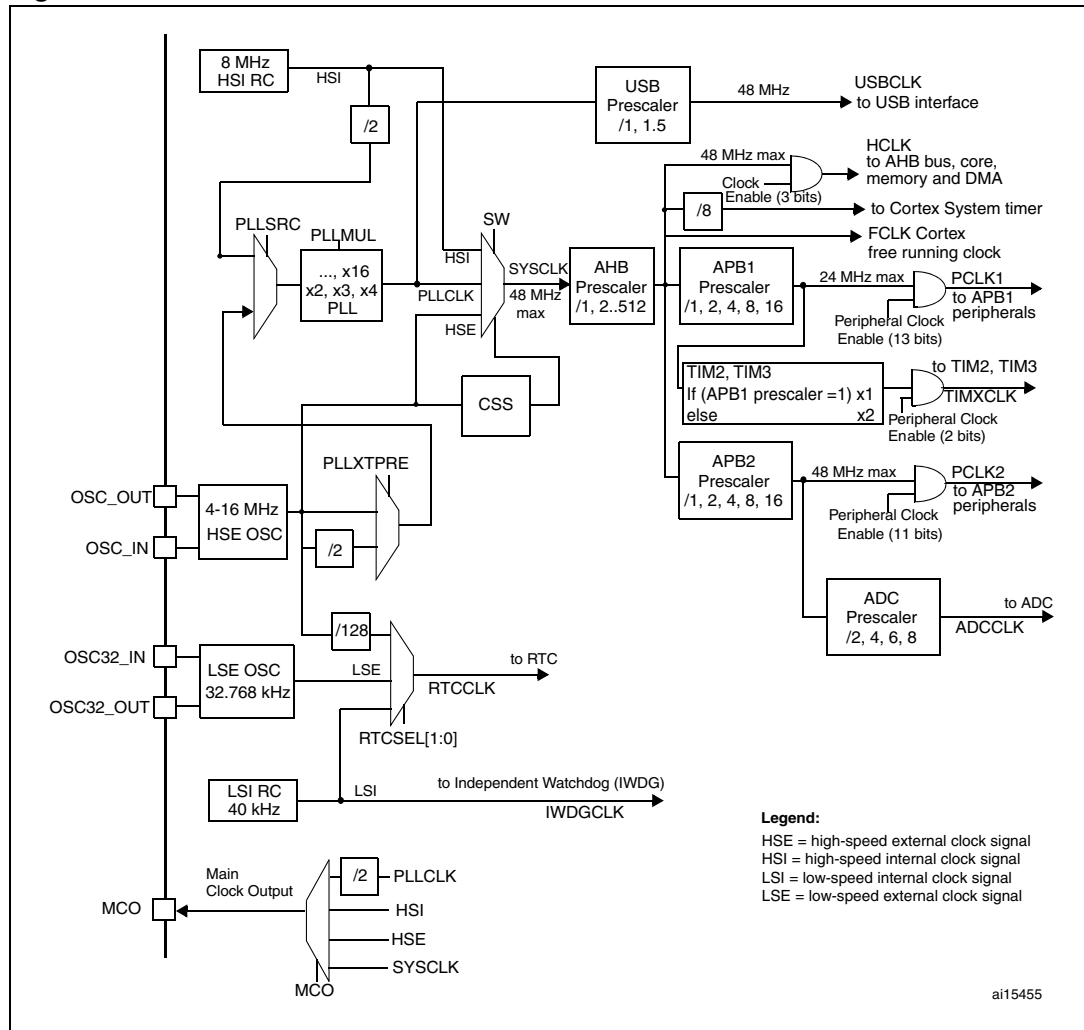 8 MHz
HSI RC
HSI
/2
USB
Prescaler
/1, 1.5
48 MHz
USBCLK
to USB interface
48 MHz max
HCLK
to AHB bus, core,
memory and DMA
Clock
Enable (3 bits)
/8
to Cortex System timer
FCLK Cortex
free running clock
PLLSRC
PLLMUL
..., x16
x2, x3, x4
PLL
SW
HSI
PLLCLK
HSE
SYSCLK
48 MHz
max
AHB
Prescaler
/1, 2..512
APB1
Prescaler
/1, 2, 4, 8, 16
24 MHz max
PCLK1
to APB1
peripherals
Peripheral Clock
Enable (13 bits)
TIM2, TIM3
If (APB1 prescaler =1) x1
else x2
to TIM2, TIM3
TIMXCLK
Peripheral Clock
Enable (2 bits)
CSS
APB2
Prescaler
/1, 2, 4, 8, 16
48 MHz max
PCLK2
to APB2
peripherals
Peripheral Clock
Enable (11 bits)
PLLXTPRE
OSC_OUT
OSC_IN
4-16 MHz
HSE OSC
/2
ADC
Prescaler
/2, 4, 6, 8
to ADC
ADCCLK
/128
OSC32_IN
OSC32_OUT
LSE OSC
32.768 kHz
LSE
to RTC
RTCCLK
RTCSEL[1:0]
LSI RC
40 kHz
LSI
to Independent Watchdog (IWDG)
IWDGCLK
Legend:
HSE = high-speed external clock signal
HSI = high-speed internal clock signal
LSI = low-speed internal clock signal
LSE = low-speed external clock signal
Main
Clock Output
MCO
/2
PLLCLK
HSI
HSE
SYSCLK
MCO
ai15455